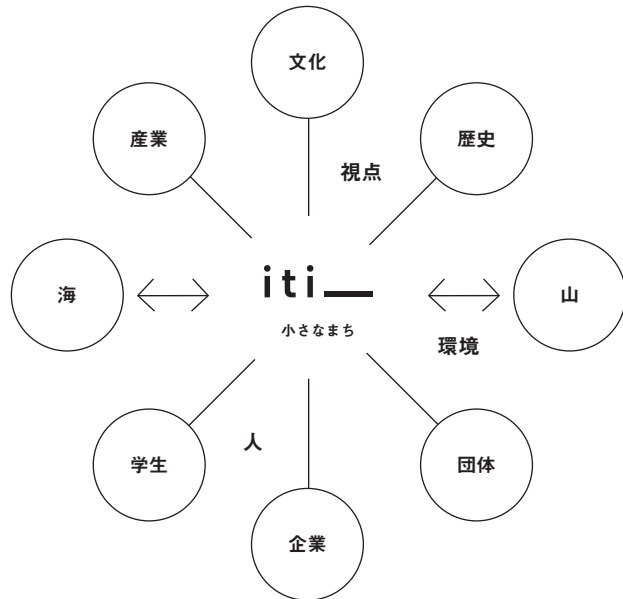 文化
産業
歴史
視点
海
iti
小さなまち
山
環境
人
学生
団体
企業